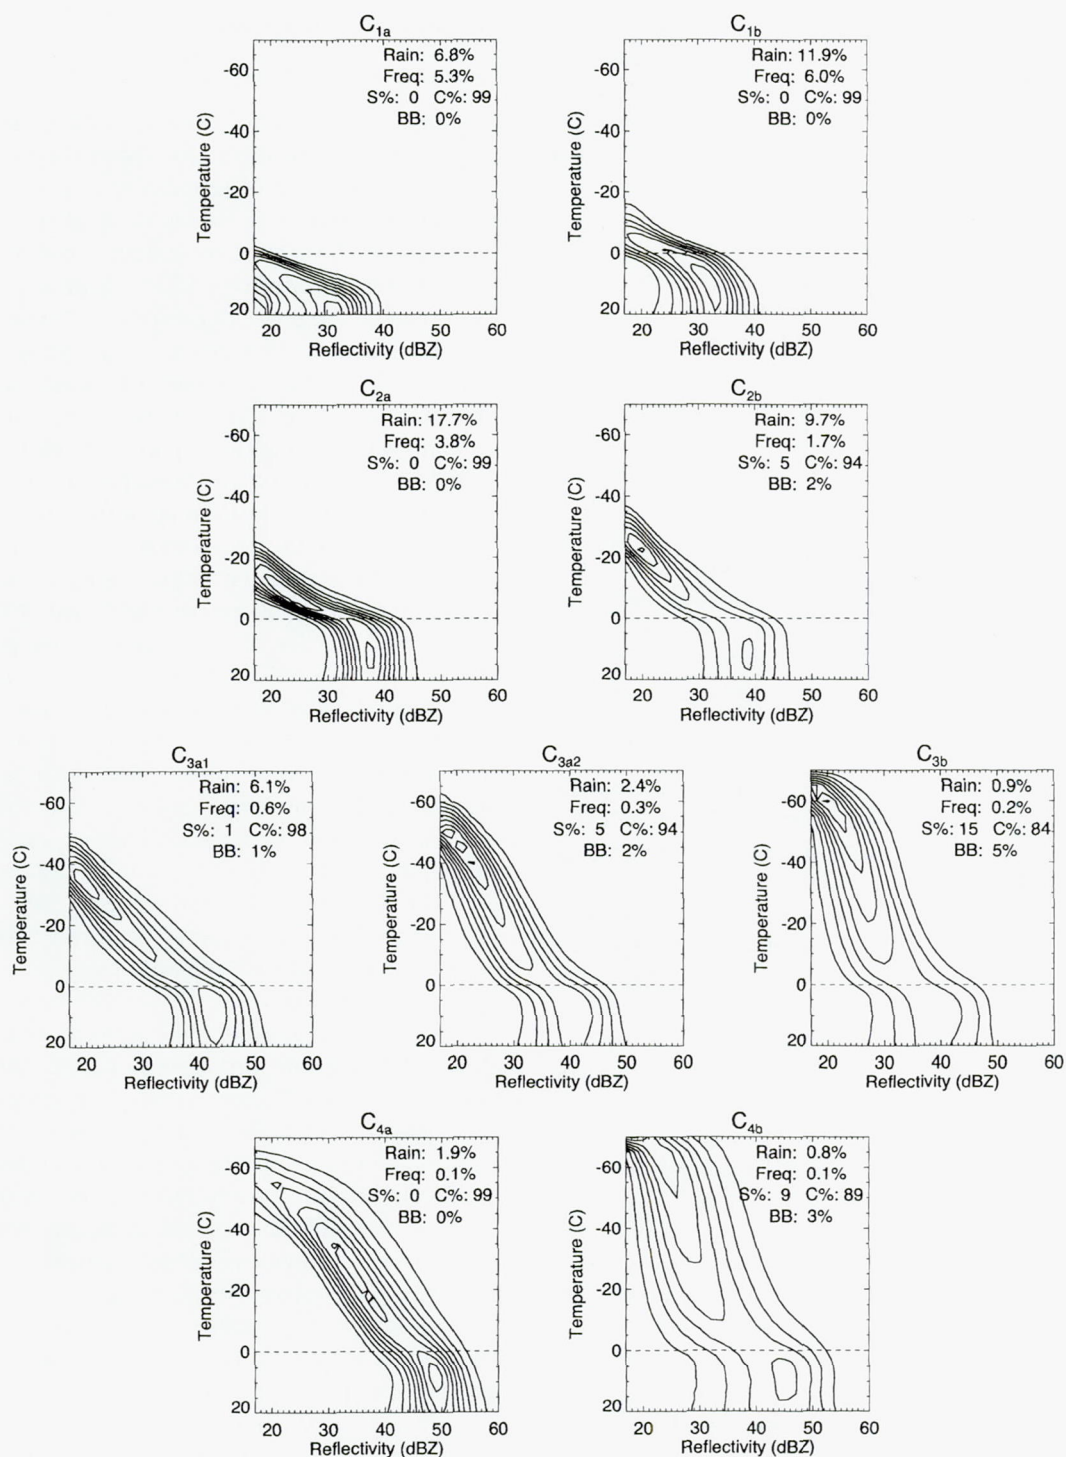 C1a
Rain: 6.8%
Freq: 5.3%
S%: 0 C%: 99
BB: 0%
-60
-40
-20
0
20
Temperature (C)
20 30 40 50 60
Reflectivity (dBZ)
C1b
Rain: 11.9%
Freq: 6.0%
S%: 0 C%: 99
BB: 0%
-60
-40
-20
0
20
Temperature (C)
20 30 40 50 60
Reflectivity (dBZ)
C2a
Rain: 17.7%
Freq: 3.8%
S%: 0 C%: 99
BB: 0%
-60
-40
-20
0
20
Temperature (C)
20 30 40 50 60
Reflectivity (dBZ)
C2b
Rain: 9.7%
Freq: 1.7%
S%: 5 C%: 94
BB: 2%
-60
-40
-20
0
20
Temperature (C)
20 30 40 50 60
Reflectivity (dBZ)
C3a1
Rain: 6.1%
Freq: 0.6%
S%: 1 C%: 98
BB: 1%
-60
-40
-20
0
20
Temperature (C)
20 30 40 50 60
Reflectivity (dBZ)
C3a2
Rain: 2.4%
Freq: 0.3%
S%: 5 C%: 94
BB: 2%
-60
-40
-20
0
20
Temperature (C)
20 30 40 50 60
Reflectivity (dBZ)
C3b
Rain: 0.9%
Freq: 0.2%
S%: 15 C%: 84
BB: 5%
-60
-40
-20
0
20
Temperature (C)
20 30 40 50 60
Reflectivity (dBZ)
C4a
Rain: 1.9%
Freq: 0.1%
S%: 0 C%: 99
BB: 0%
-60
-40
-20
0
20
Temperature (C)
20 30 40 50 60
Reflectivity (dBZ)
C4b
Rain: 0.8%
Freq: 0.1%
S%: 9 C%: 89
BB: 3%
-60
-40
-20
0
20
Temperature (C)
20 30 40 50 60
Reflectivity (dBZ)